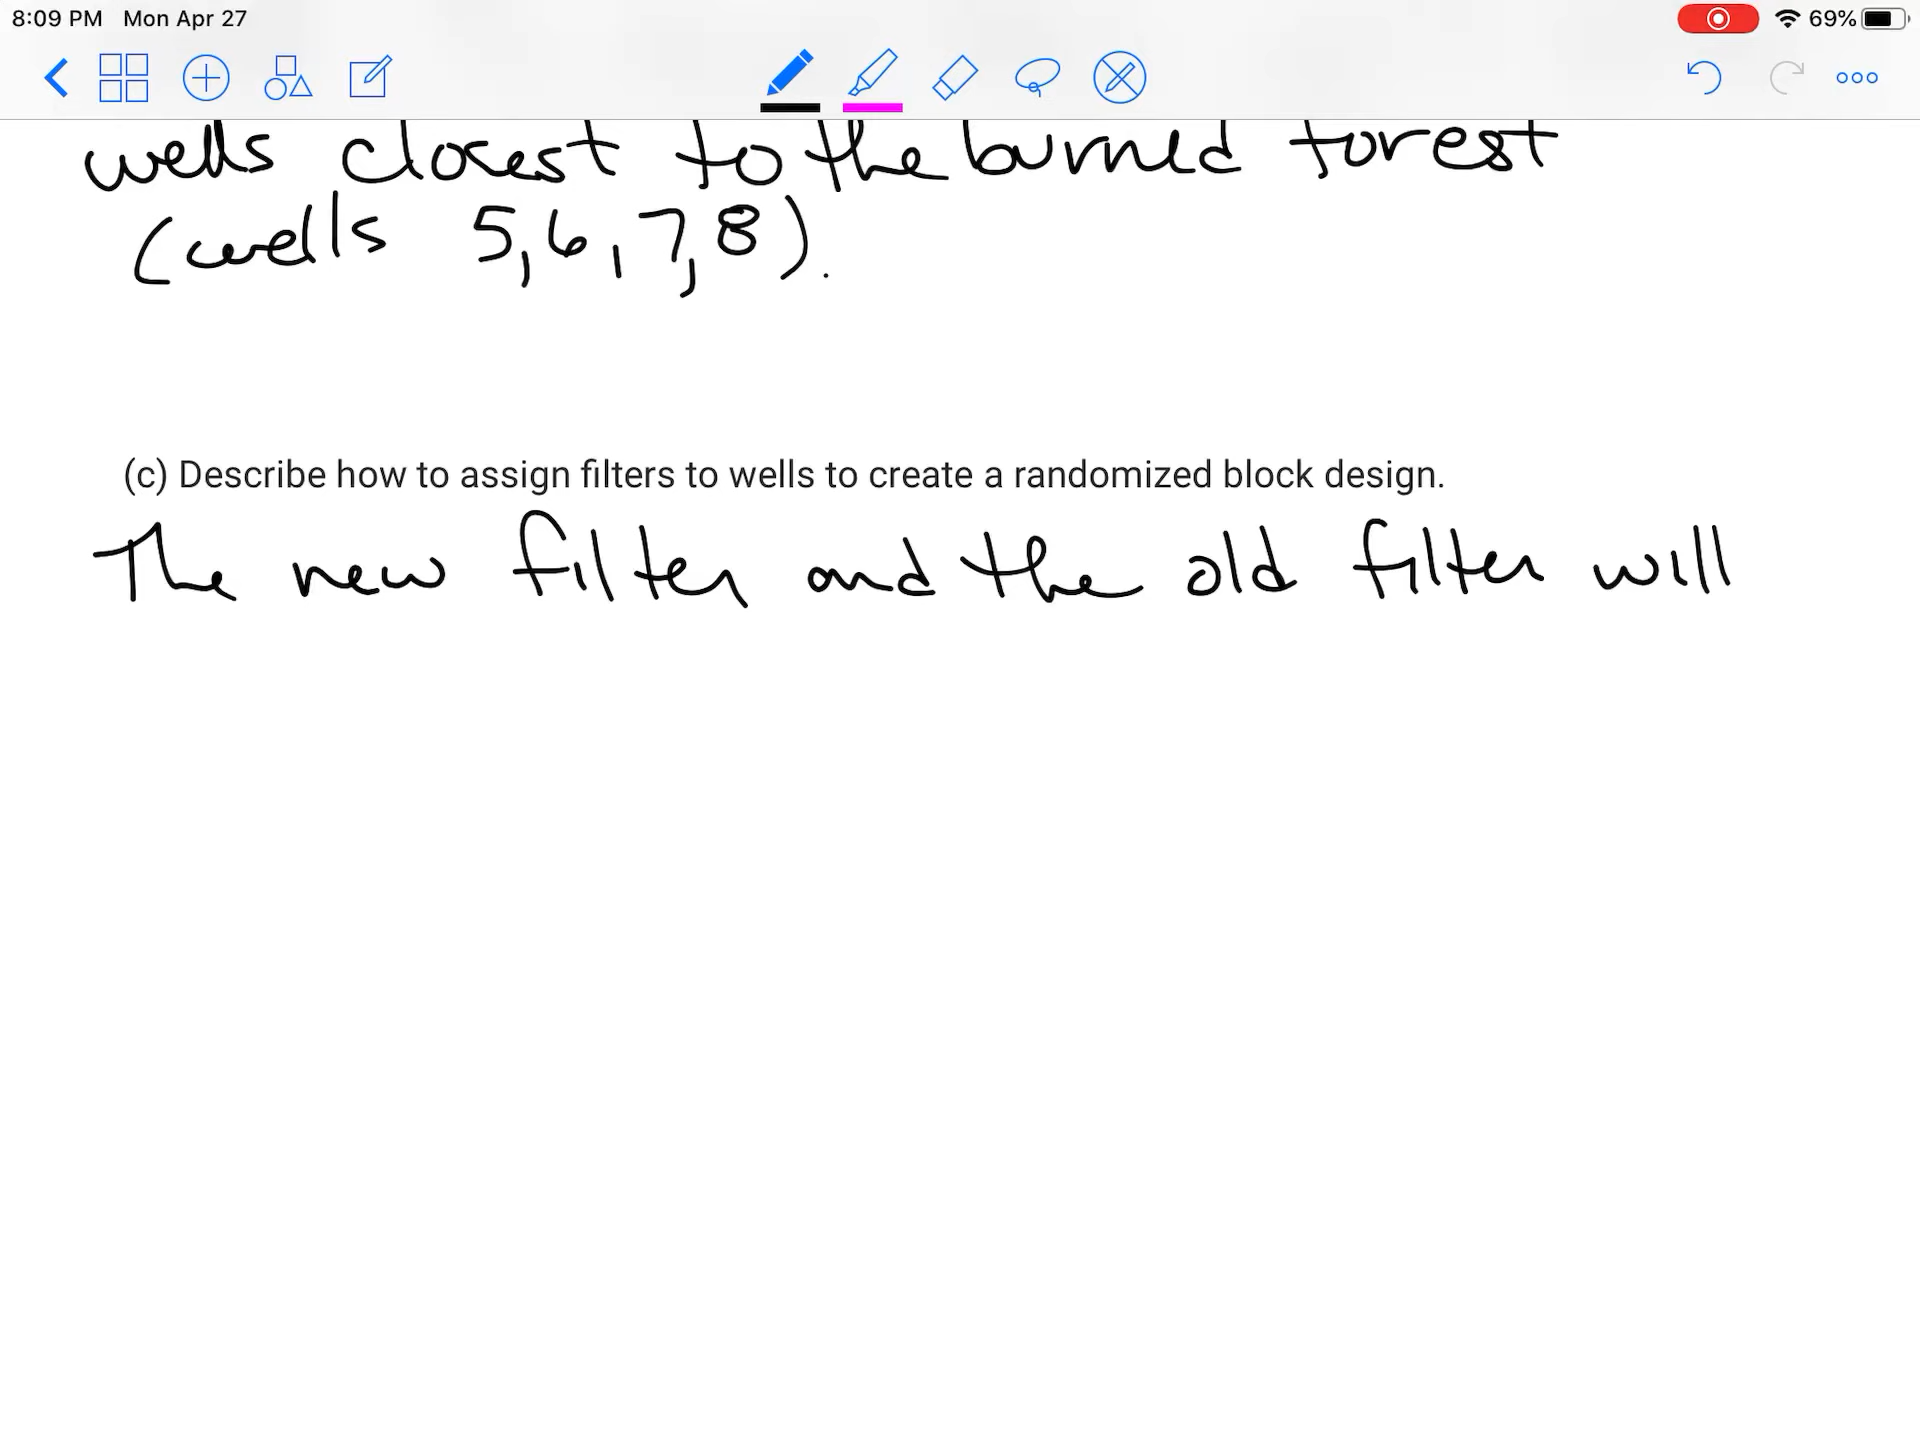 8:09 PM Mon Apr 27 69%
wells closest to the burned forest
(wells 5,6,7,8).
(c) Describe how to assign filters to wells to create a randomized block design.
The new filter and the old filter will